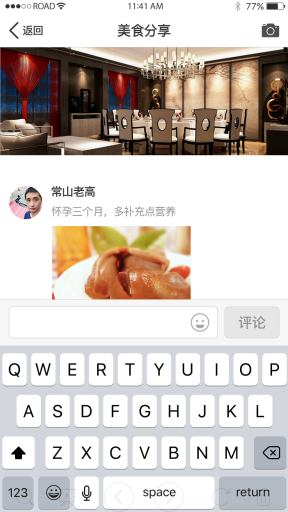 ROAD 11:41 AM 77%
返回 美食分享
常山老高
怀孕三个月，多补充点营养
评论
Q W E R T Y U I O P
A S D F G H J K L
Z X C V B N M
123 space return